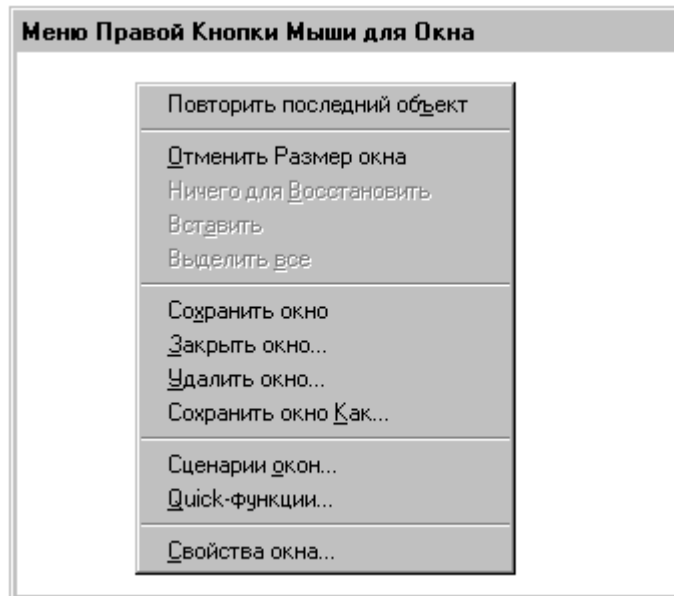 Меню Правой Кнопки Мыши для Окна
Повторить последний объект
Отменить Размер окна
Ничего для Восстановить
Вставить
Выделить все
Сохранить окно
Закрыть окно...
Удалить окно...
Сохранить окно Как...
Сценарии окон...
Quick-функции...
Свойства окна...